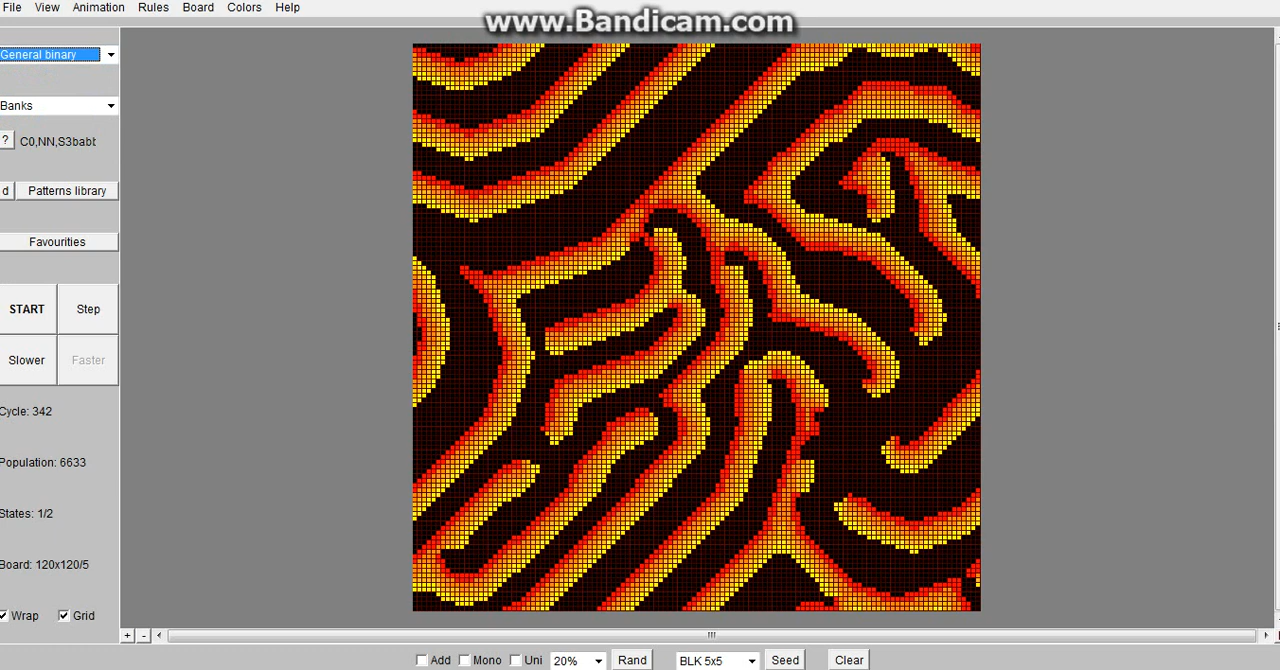 File View Animation Rules Board Colors Help
www.Bandicam.com
General binary
Banks
? C0,NN,S3babt
d Patterns library
Favourities
START Step
Slower Faster
Cycle: 342
Population: 6633
States: 1/2
Board: 120x120/5
Wrap Grid
+ -
Add Mono Uni 20% Rand BLK 5x5 Seed Clear